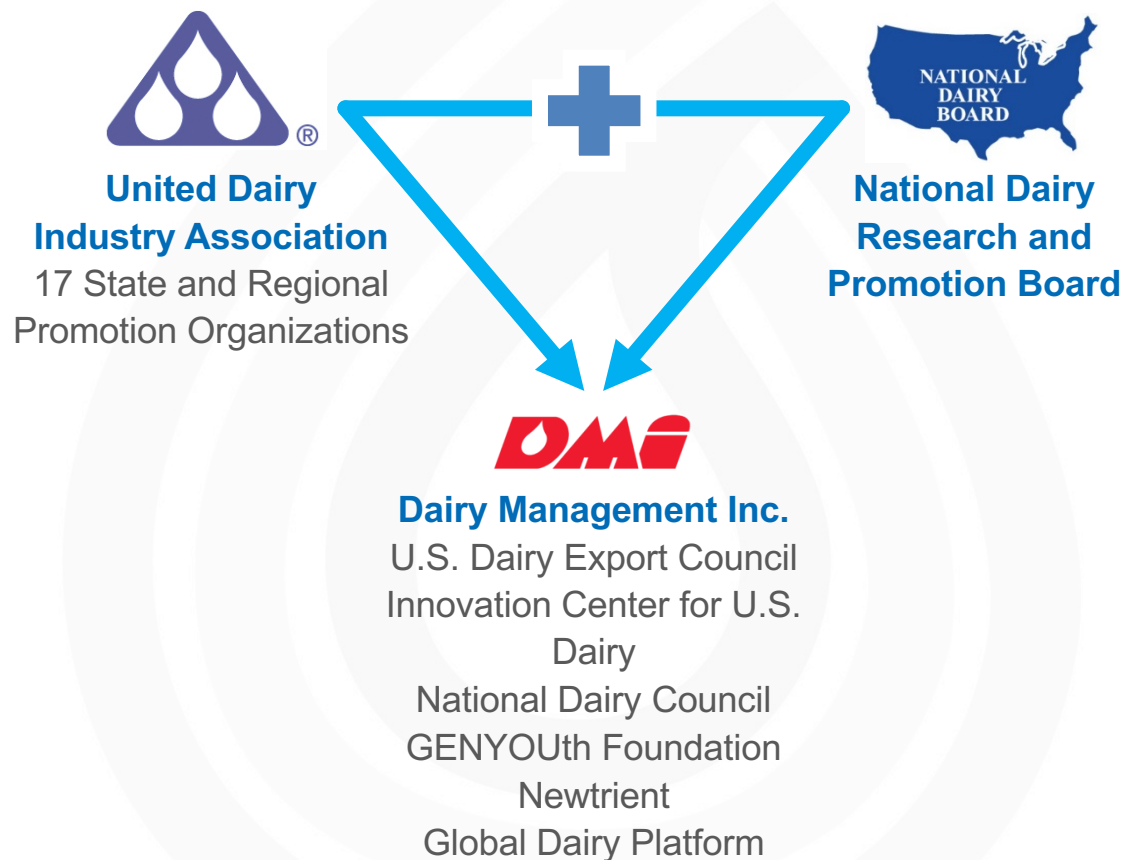 ®
NATIONAL
DAIRY
BOARD
United Dairy
Industry Association
17 State and Regional
Promotion Organizations
National Dairy
Research and
Promotion Board
DMi
Dairy Management Inc.
U.S. Dairy Export Council
Innovation Center for U.S.
Dairy
National Dairy Council
GENYOUth Foundation
Newtrient
Global Dairy Platform